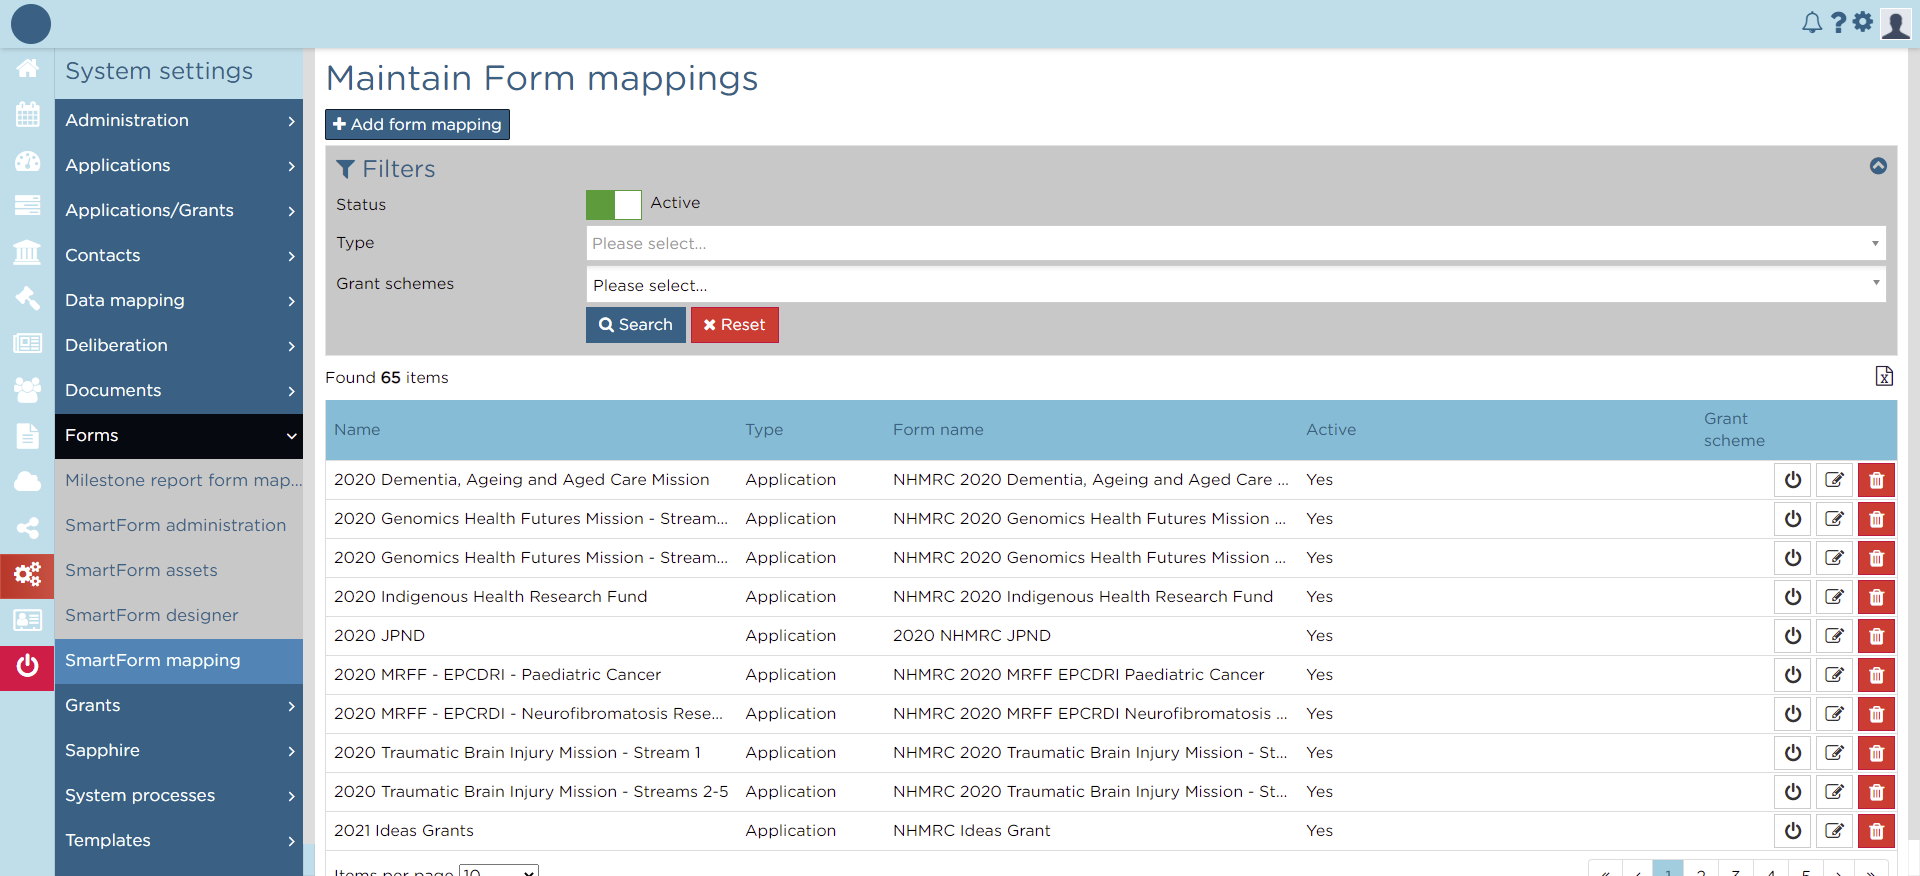 System settings
Administration
Applications
Applications/Grants
Contacts
Data mapping
Deliberation
Documents
Forms
Milestone report form map...
SmartForm administration
SmartForm assets
SmartForm designer
SmartForm mapping
Grants
Sapphire
System processes
Templates
Maintain Form mappings
Add form mapping
Filters
Status Active
Type Please select...
Grant schemes Please select...
Search Reset
Found 65 items
Name Type Form name Active Grant scheme
2020 Dementia, Ageing and Aged Care Mission Application NHMRC 2020 Dementia, Ageing and Aged Care ... Yes
2020 Genomics Health Futures Mission - Stream... Application NHMRC 2020 Genomics Health Futures Mission ... Yes
2020 Genomics Health Futures Mission - Stream... Application NHMRC 2020 Genomics Health Futures Mission ... Yes
2020 Indigenous Health Research Fund Application NHMRC 2020 Indigenous Health Research Fund Yes
2020 JPND Application 2020 NHMRC JPND Yes
2020 MRFF - EPCDRI - Paediatric Cancer Application NHMRC 2020 MRFF EPCDRI Paediatric Cancer Yes
2020 MRFF - EPCRDI - Neurofibromatosis Rese... Application NHMRC 2020 MRFF EPCRDI Neurofibromatosis ... Yes
2020 Traumatic Brain Injury Mission - Stream 1 Application NHMRC 2020 Traumatic Brain Injury Mission - St... Yes
2020 Traumatic Brain Injury Mission - Streams 2-5 Application NHMRC 2020 Traumatic Brain Injury Mission - St... Yes
2021 Ideas Grants Application NHMRC Ideas Grant Yes
Items per page 10 « ‹ 1 2 3 4 5 › »